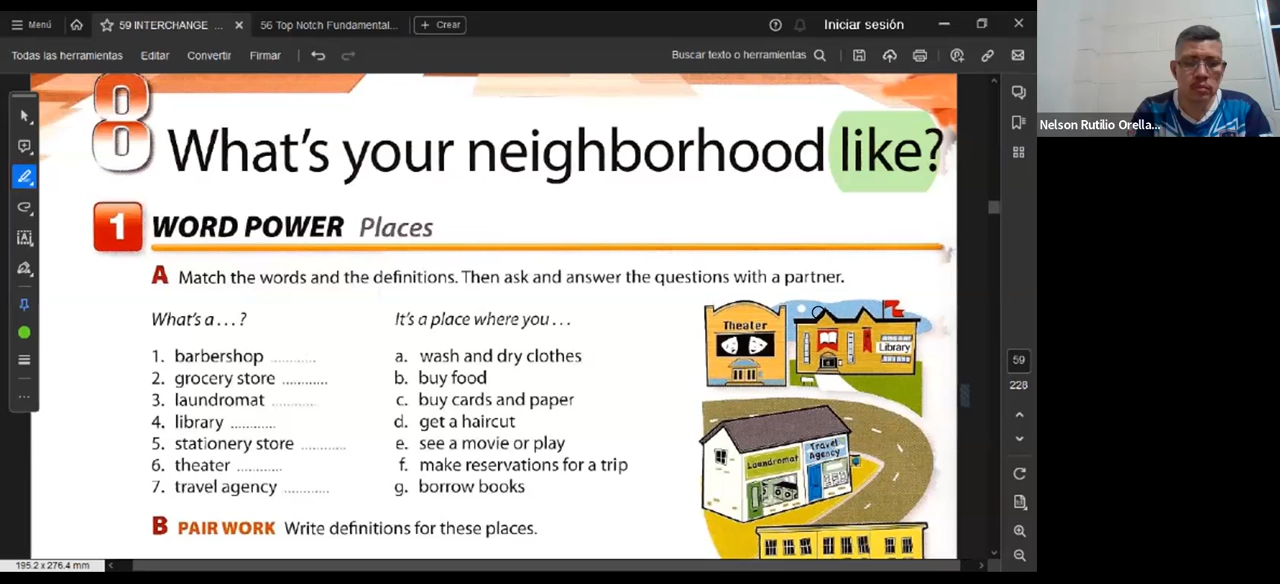 Menú 59 INTERCHANGE ... 56 Top Notch Fundamental... Crear Iniciar sesión
Todas las herramientas Editar Convertir Firmar Buscar texto o herramientas
Nelson Rutilio Orella...
8 What's your neighborhood like?
1 WORD POWER Places
A Match the words and the definitions. Then ask and answer the questions with a partner.
What's a . . . ? It's a place where you . . .
1. barbershop ............ a. wash and dry clothes
2. grocery store ............ b. buy food
3. laundromat ............ c. buy cards and paper
4. library ............ d. get a haircut
5. stationery store ............ e. see a movie or play
6. theater ............ f. make reservations for a trip
7. travel agency ............ g. borrow books
Theater
Library
Laundromat
Travel
Agency
B PAIR WORK Write definitions for these places.
59
228
195.2 x 276.4 mm